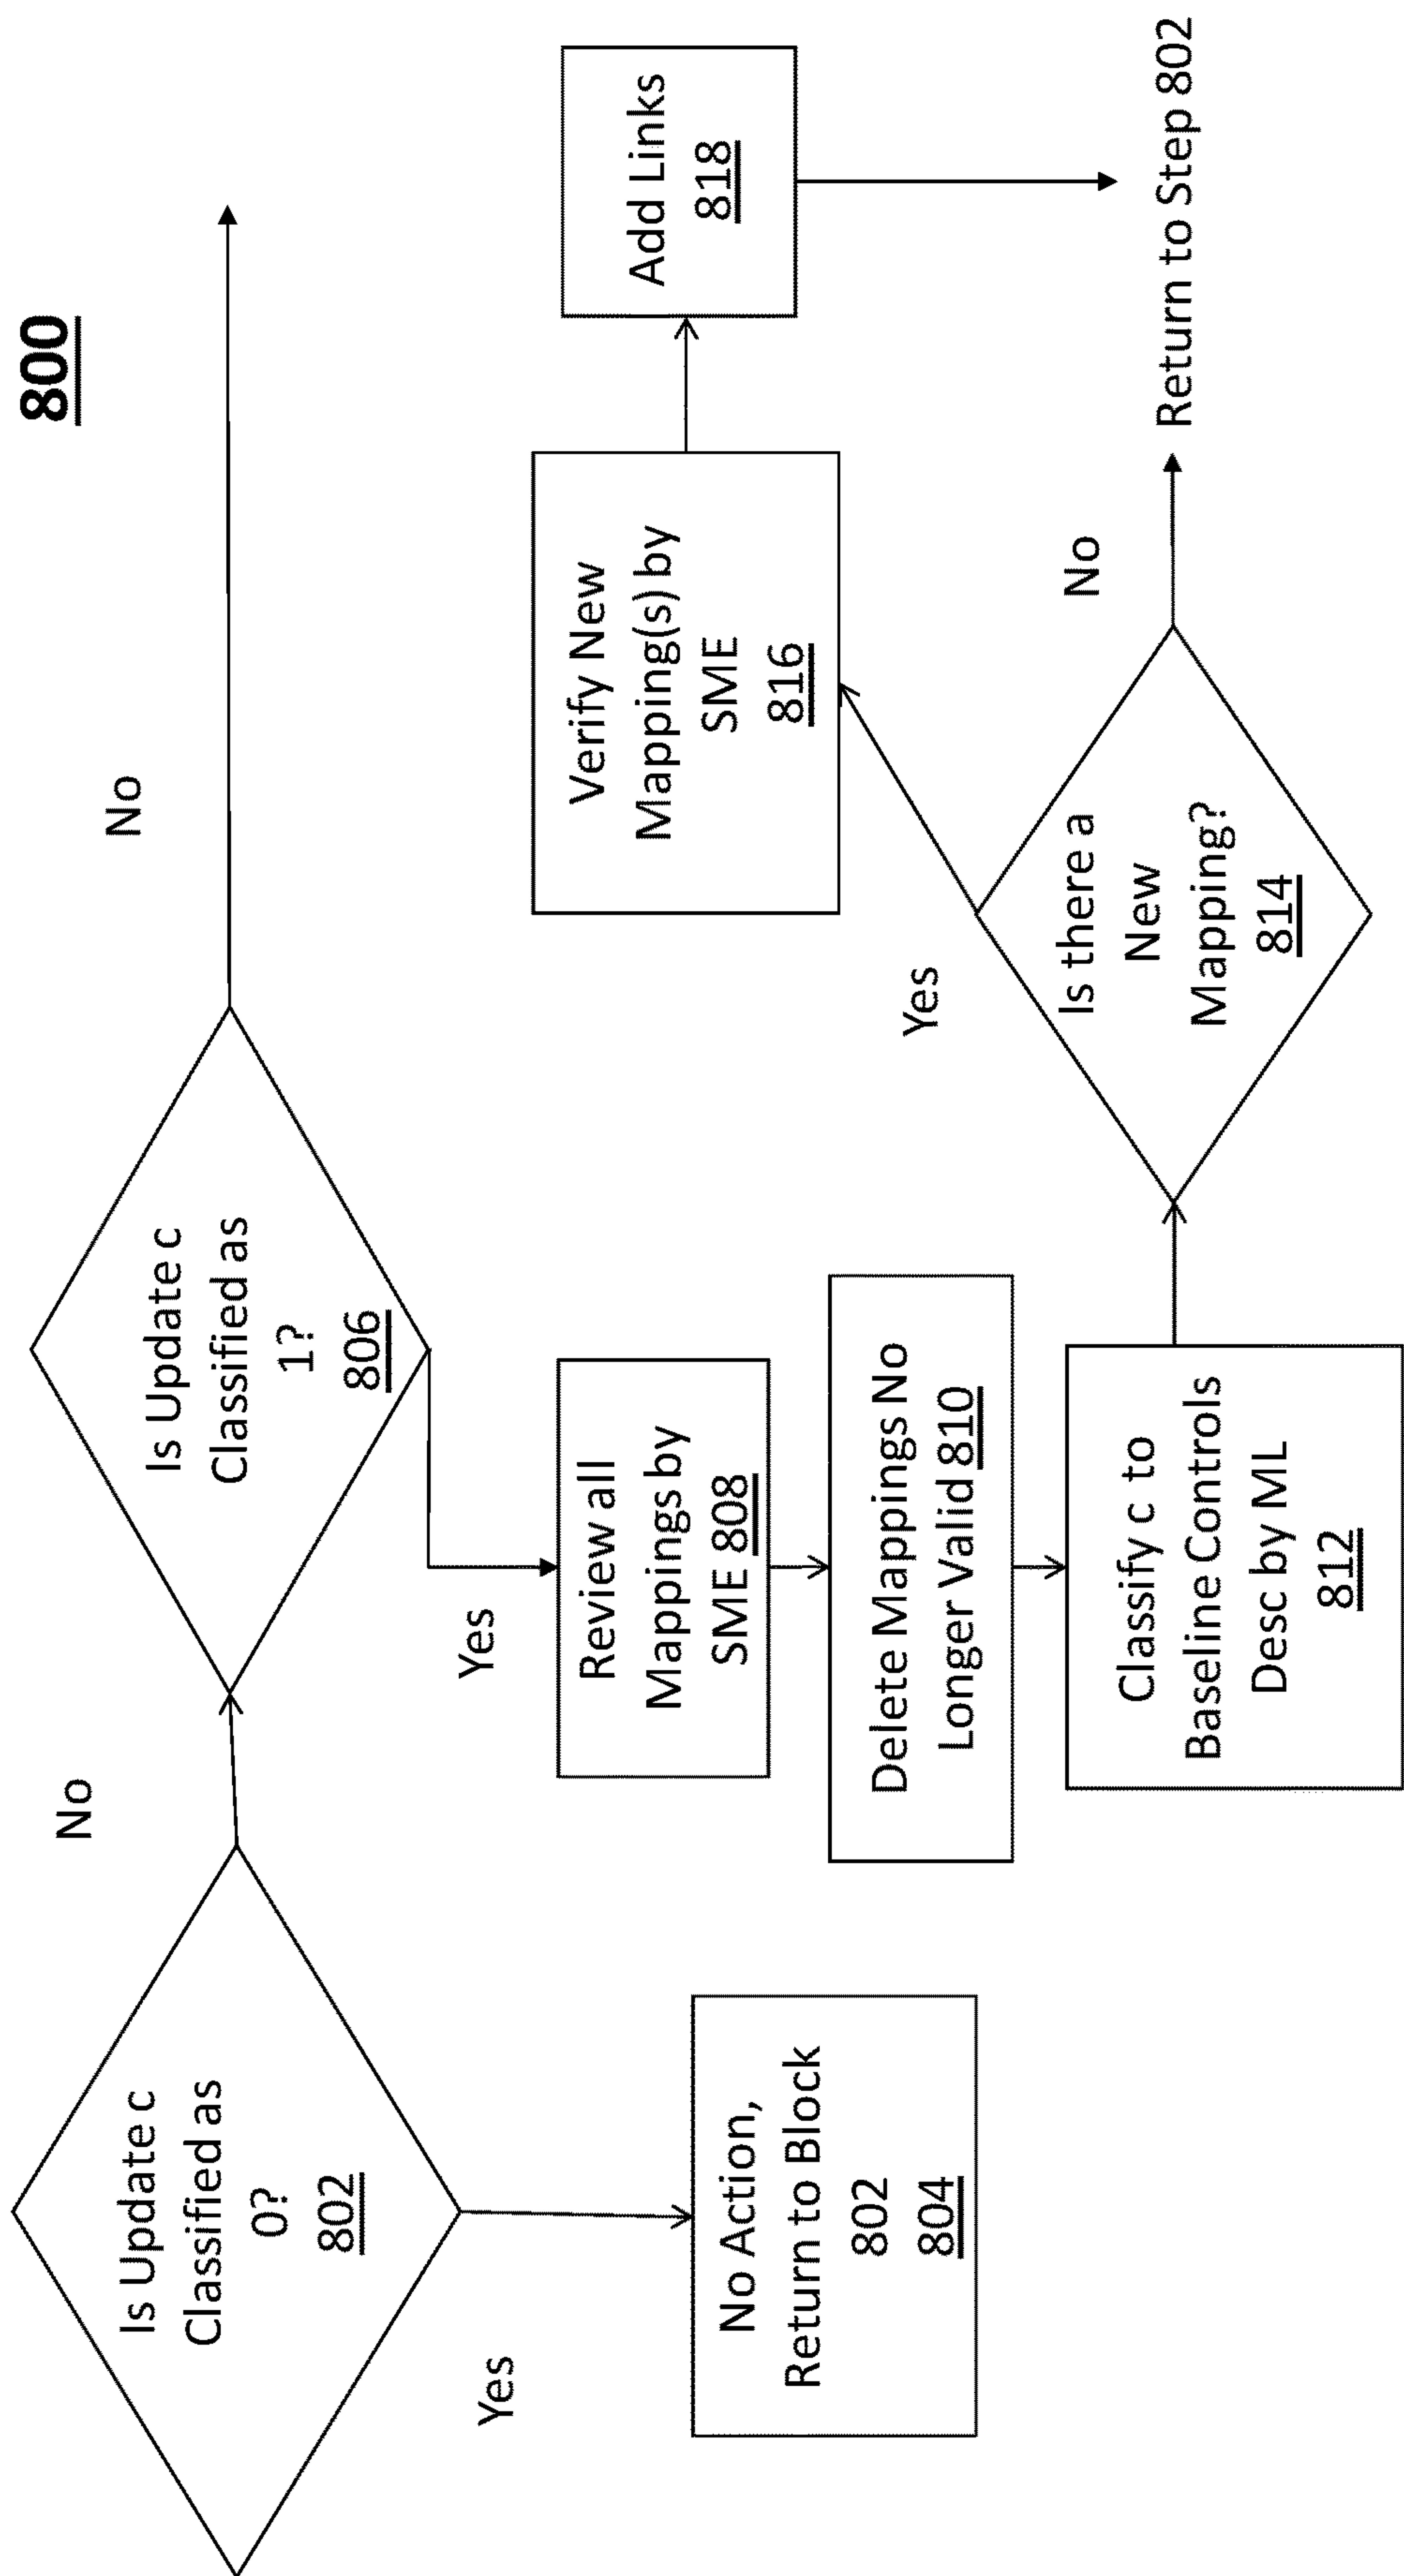 800
Is Update c
Classified as
0?
802
No
Yes
No Action,
Return to Block
802
804
Is Update c
Classified as
1?
806
No
Yes
Review all
Mappings by
SME 808
Delete Mappings No
Longer Valid 810
Classify c to
Baseline Controls
Desc by ML
812
Is there a
New
Mapping?
814
Yes
No
Verify New
Mapping(s) by
SME
816
Add Links
818
Return to Step 802